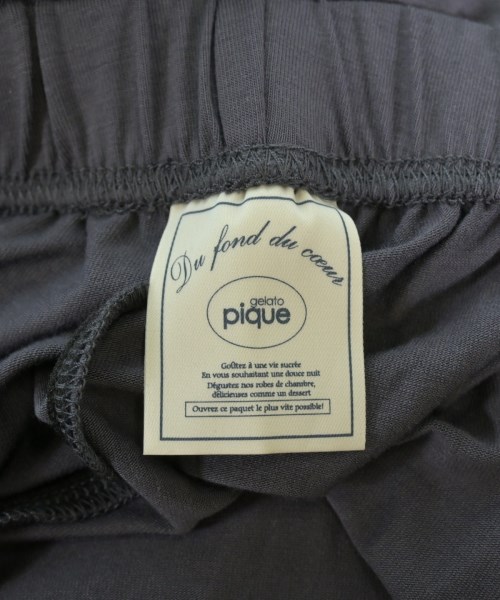 Du fond du cœur
gelato
pique
Goûtez à une vie sucrée
En vous souhaitant une douce nuit
Dégustez nos robes de chambre,
délicieuses comme un dessert
Ouvrez ce paquet le plus vite possible!